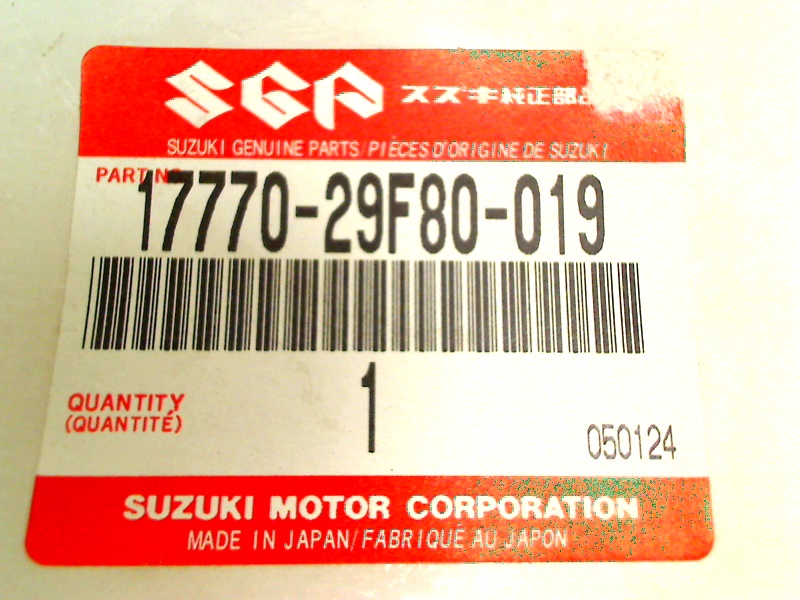 SGP スズキ純正部品
SUZUKI GENUINE PARTS/PIÈCES D'ORIGINE DE SUZUKI
PART NO.
17770-29F80-019
QUANTITY
(QUANTITÉ)
1
050124
SUZUKI MOTOR CORPORATION
MADE IN JAPAN/FABRIQUÉ AU JAPON